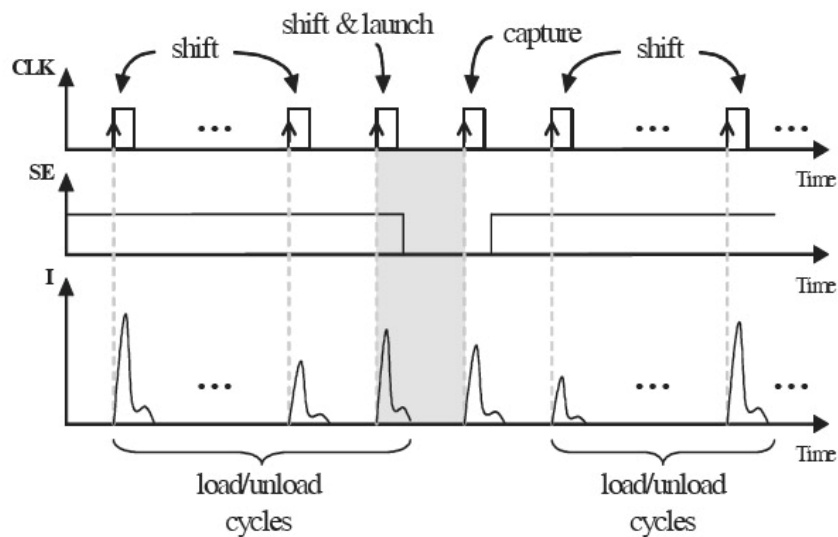 shift
shift & launch
capture
shift
CLK
...
...
...
Time
SE
Time
I
...
...
...
Time
load/unload
cycles
load/unload
cycles